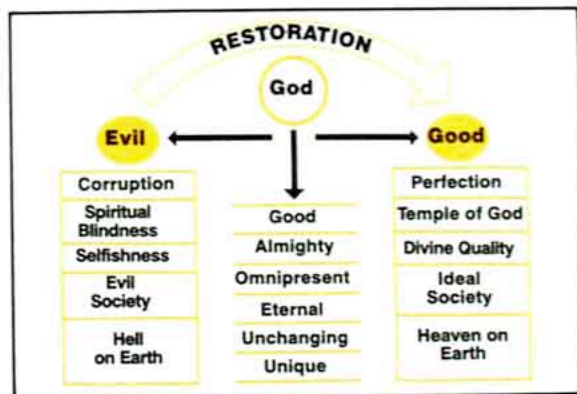 RESTORATION
God
Evil
Good
Corruption
Spiritual
Blindness
Selfishness
Evil
Society
Hell
on Earth
Good
Almighty
Omnipresent
Eternal
Unchanging
Unique
Perfection
Temple of God
Divine Quality
Ideal
Society
Heaven on
Earth